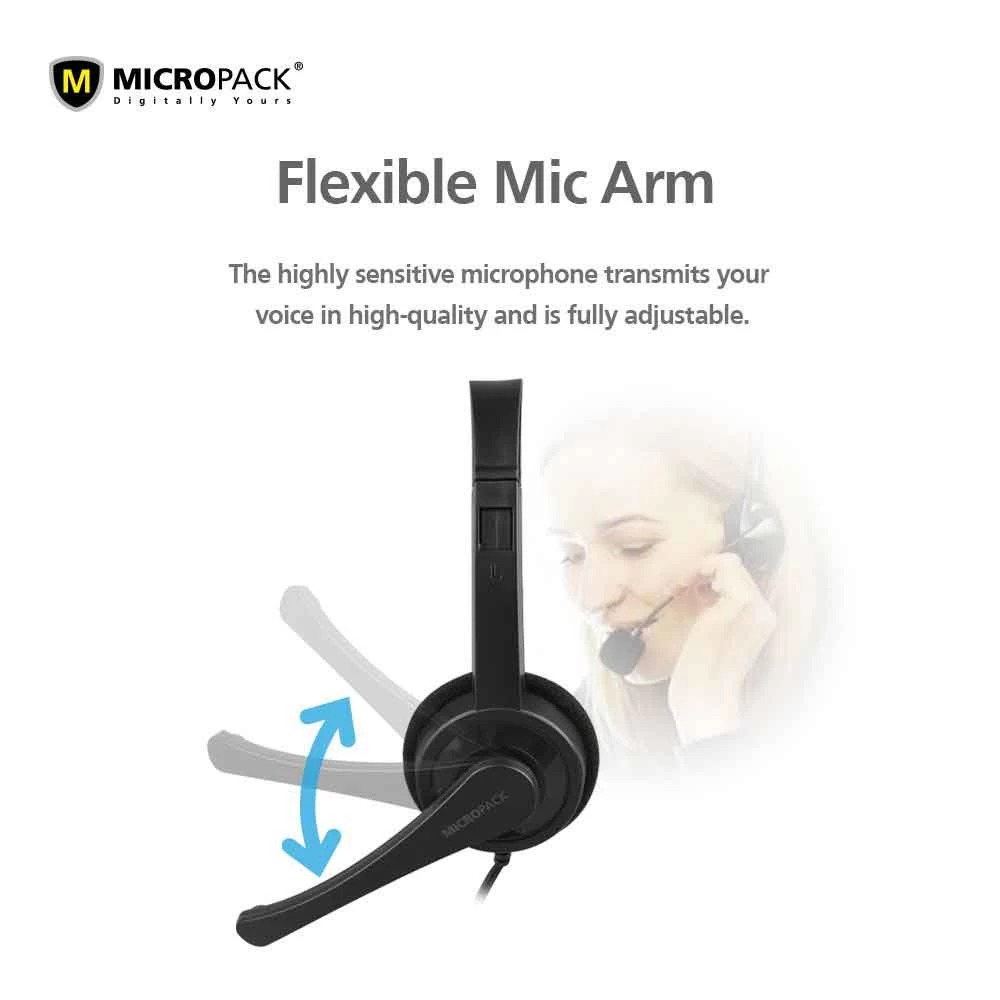 M MICROPACK®
Digitally Yours
Flexible Mic Arm
The highly sensitive microphone transmits your
voice in high-quality and is fully adjustable.
L
MICROPACK